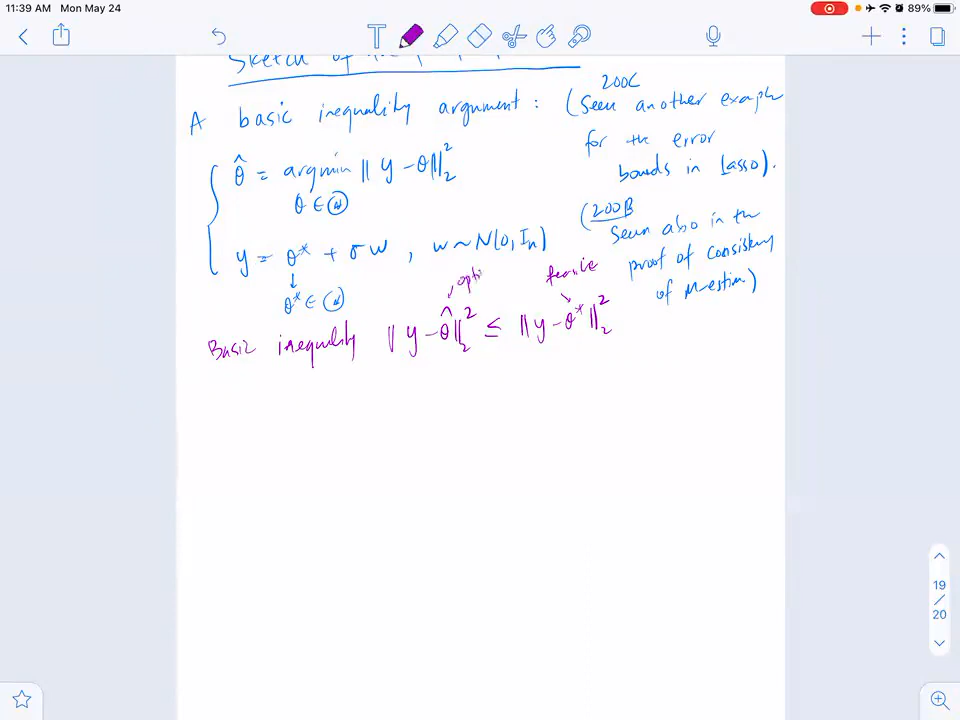 11:39 AM Mon May 24
89%
Sketch of
A basic inequality argument : (Seen another example
200C
for the error
bounds in Lasso).
θ̂ = argmin ‖ y - θ‖₂²
θ ∈ Ⓗ
(200B
Seen also in the
proof of consistency
of M-estim)
y = θ* + σ w , w ~ N(0, Iₙ)
θ* ∈ Ⓗ
opti
Basic inequality ‖ y - θ̂ ‖₂² ≤ ‖ y - θ* ‖₂²
19
/
20